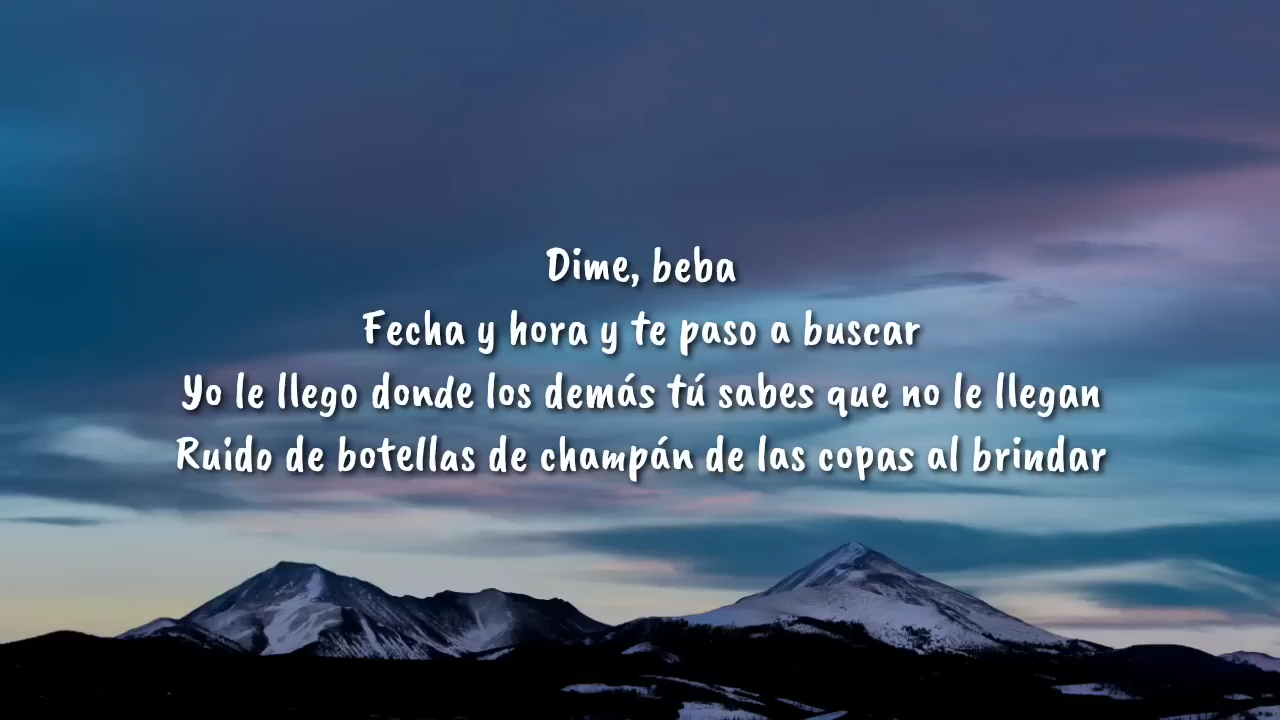 Dime, beba
Fecha y hora y te paso a buscar
Yo le llego donde los demás tú sabes que no le llegan
Ruido de botellas de champán de las copas al brindar